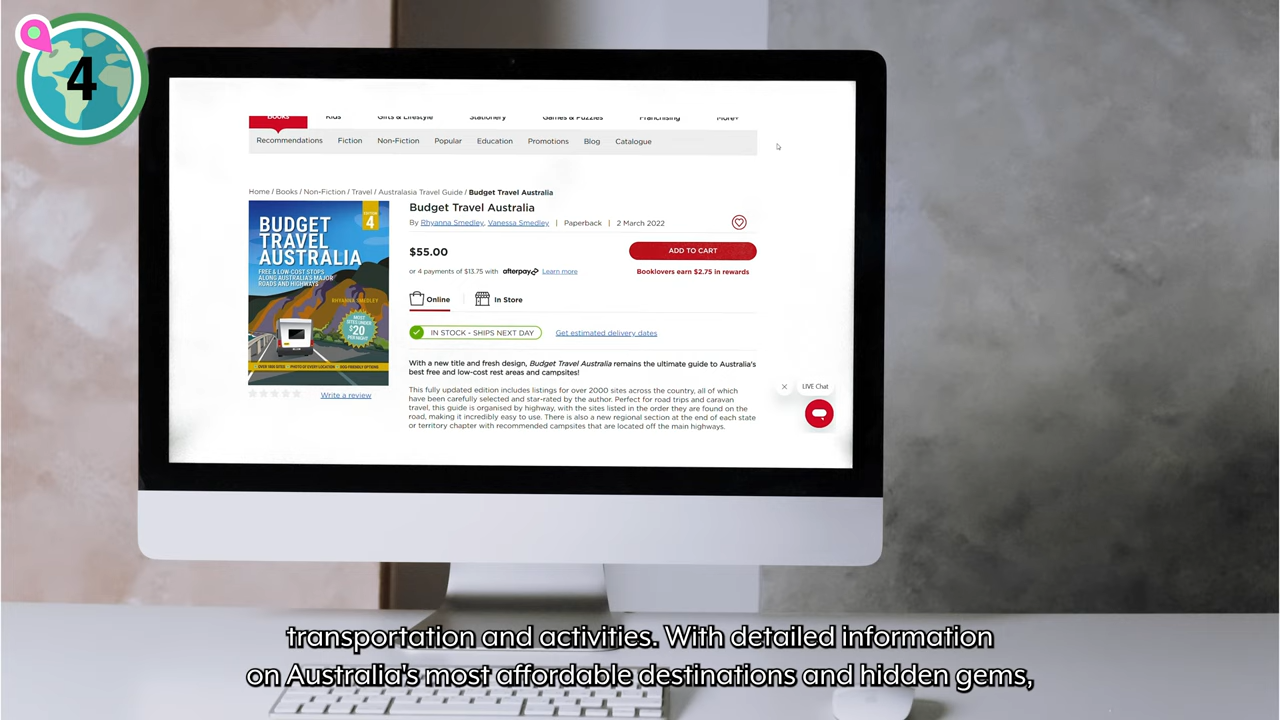 4
Books Kids Gifts & Lifestyle Stationery Games & Puzzles Franchising More+
Recommendations Fiction Non-Fiction Popular Education Promotions Blog Catalogue
Home / Books / Non-Fiction / Travel / Australasia Travel Guide / Budget Travel Australia
Budget Travel Australia
By Rhyanna Smedley, Vanessa Smedley | Paperback | 2 March 2022
$55.00
ADD TO CART
or 4 payments of $13.75 with afterpay Learn more
Booklovers earn $2.75 in rewards
Online | In Store
IN STOCK - SHIPS NEXT DAY Get estimated delivery dates
With a new title and fresh design, Budget Travel Australia remains the ultimate guide to Australia's
best free and low-cost rest areas and campsites!
This fully updated edition includes listings for over 2000 sites across the country, all of which
have been carefully selected and star-rated by the author. Perfect for road trips and caravan
travel, this guide is organised by highway, with the sites listed in the order they are found on the
road, making it incredibly easy to use. There is also a new regional section at the end of each state
or territory chapter with recommended campsites that are located off the main highways.
EDITION
4
BUDGET
TRAVEL
AUSTRALIA
FREE & LOW-COST STOPS
ALONG AUSTRALIA'S MAJOR
ROADS AND HIGHWAYS
RHYANNA SMEDLEY
MOST
SITES UNDER
$20
PER NIGHT
PHOTO OF EVERY LOCATION
DOG FRIENDLY OPTIONS
Write a review
LIVE Chat
transportation and activities. With detailed information
on Australia's most affordable destinations and hidden gems,